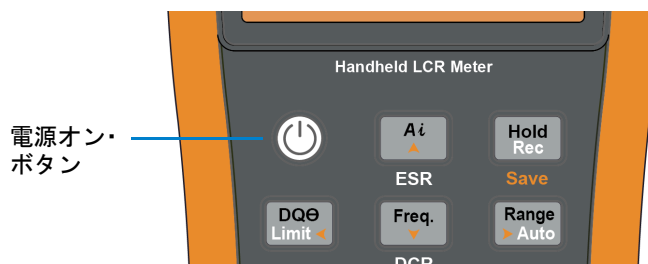 Handheld LCR Meter
電源オン・
ボタン
Ai
Hold
Rec
ESR
Save
DQΘ
Limit
Freq.
Range
Auto
DCR